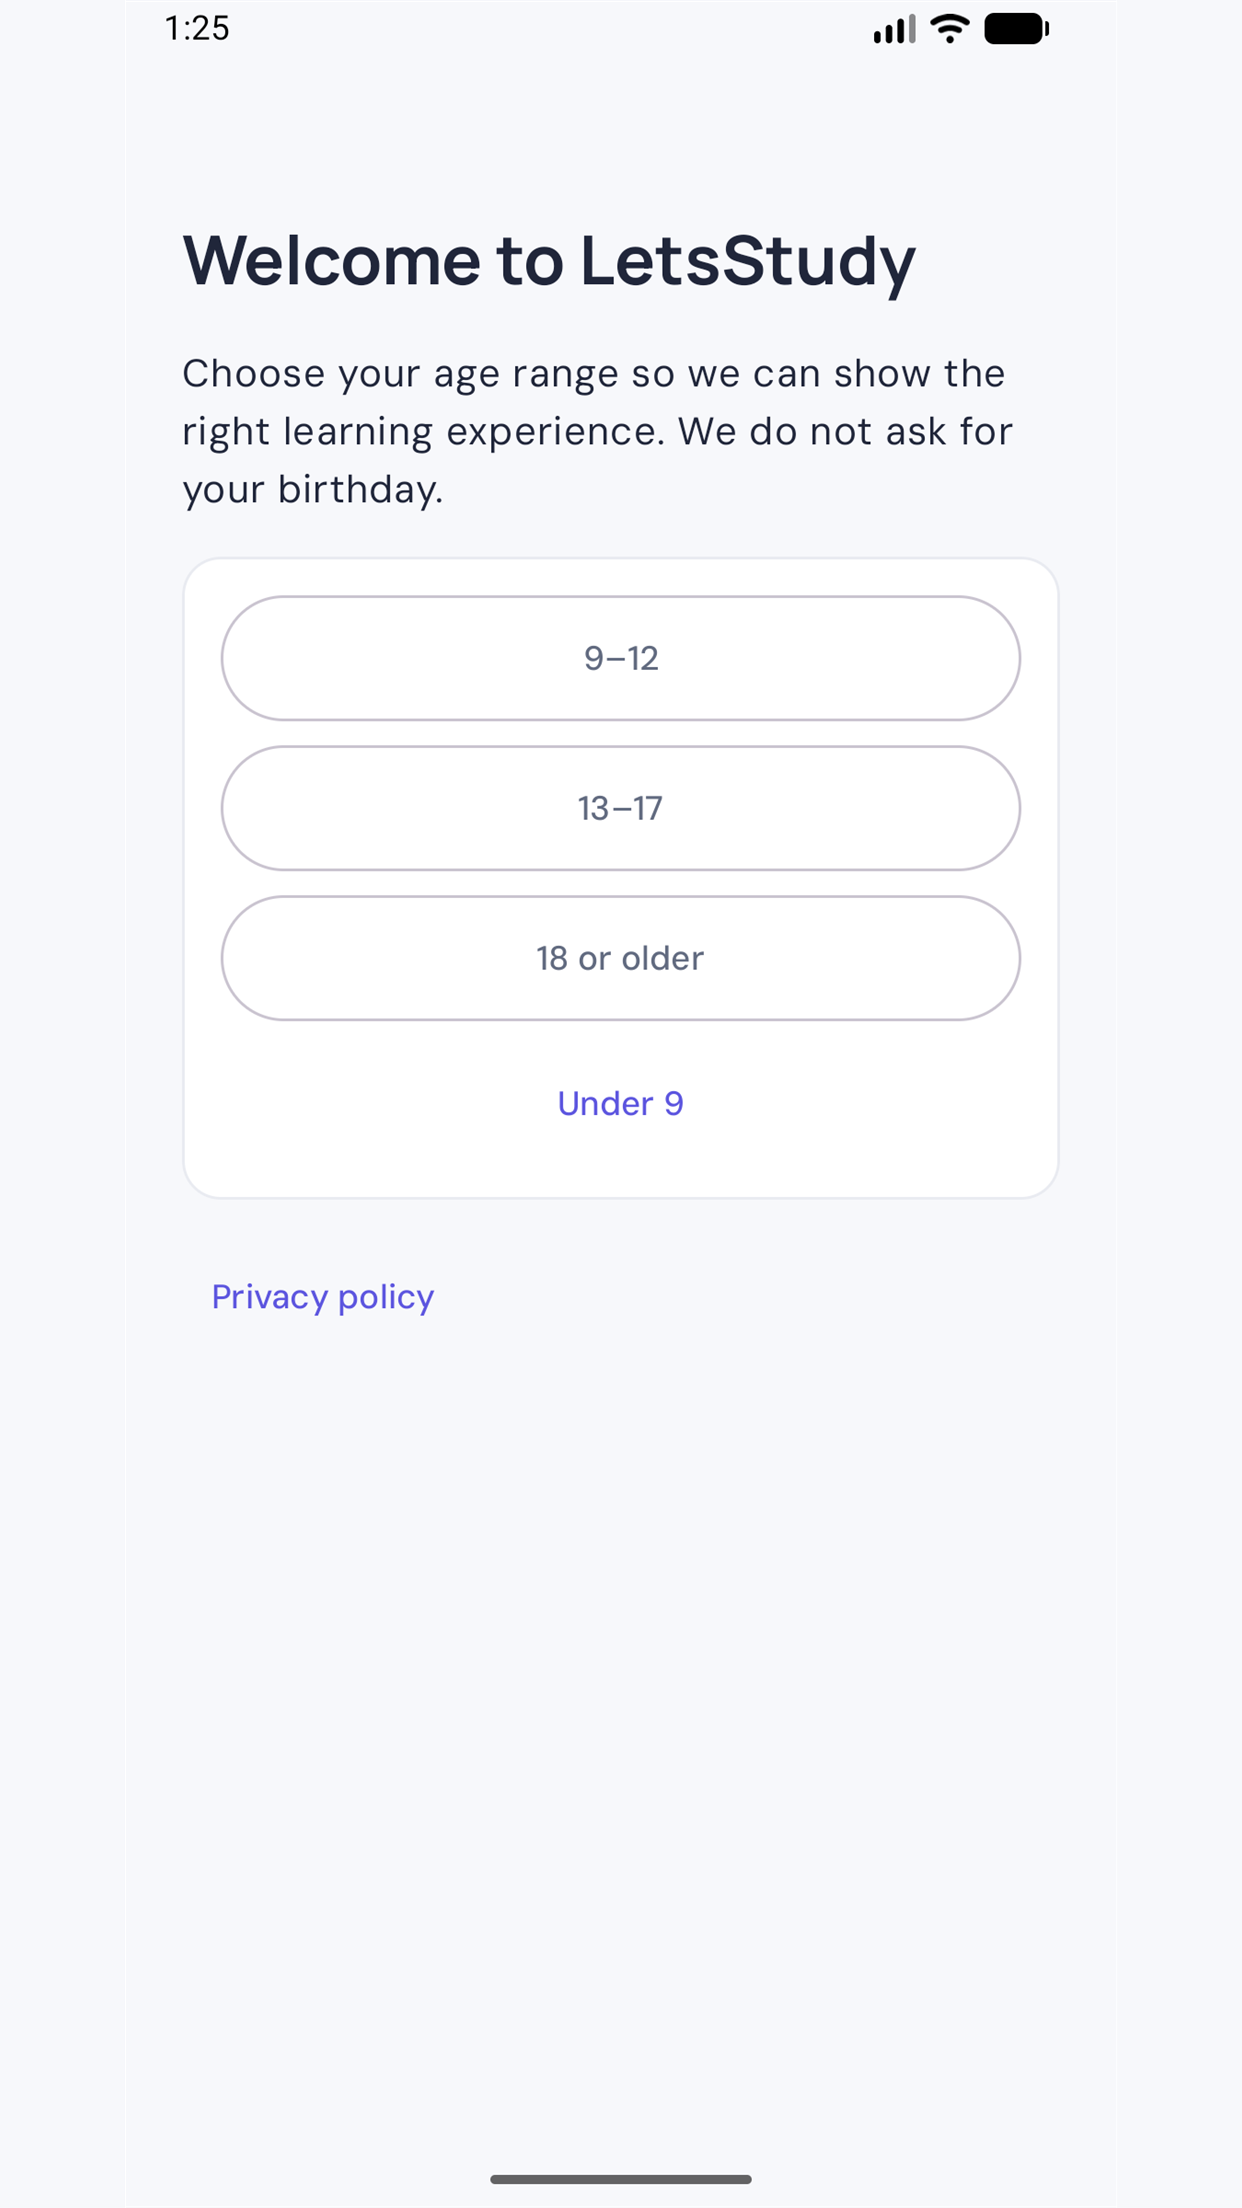 1:25
Welcome to LetsStudy
Choose your age range so we can show the
right learning experience. We do not ask for
your birthday.
9–12
13–17
18 or older
Under 9
Privacy policy